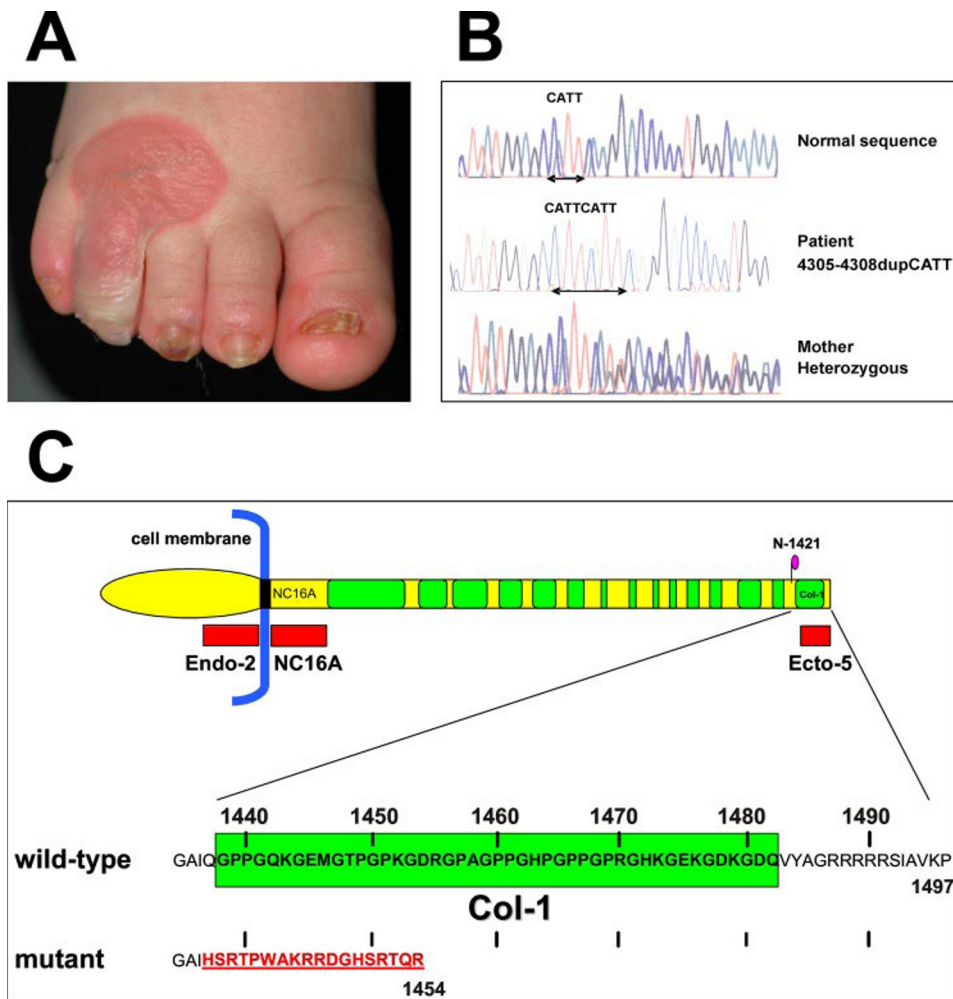 A
B
CATT
Normal sequence
CATTCATT
Patient
4305-4308dupCATT
Mother
Heterozygous
C
cell membrane
N-1421
NC16A
Col-1
Endo-2
NC16A
Ecto-5
1440 1450 1460 1470 1480 1490
wild-type GAIQGPPGQKGEMGTPGPKGDRGPAGPPGHPGPPGPRGHKGEKGDKGDQVYAGRRRRRSIAVKP
1497
Col-1
mutant GAIHSRTPWAKRRDGHSRTQR
1454